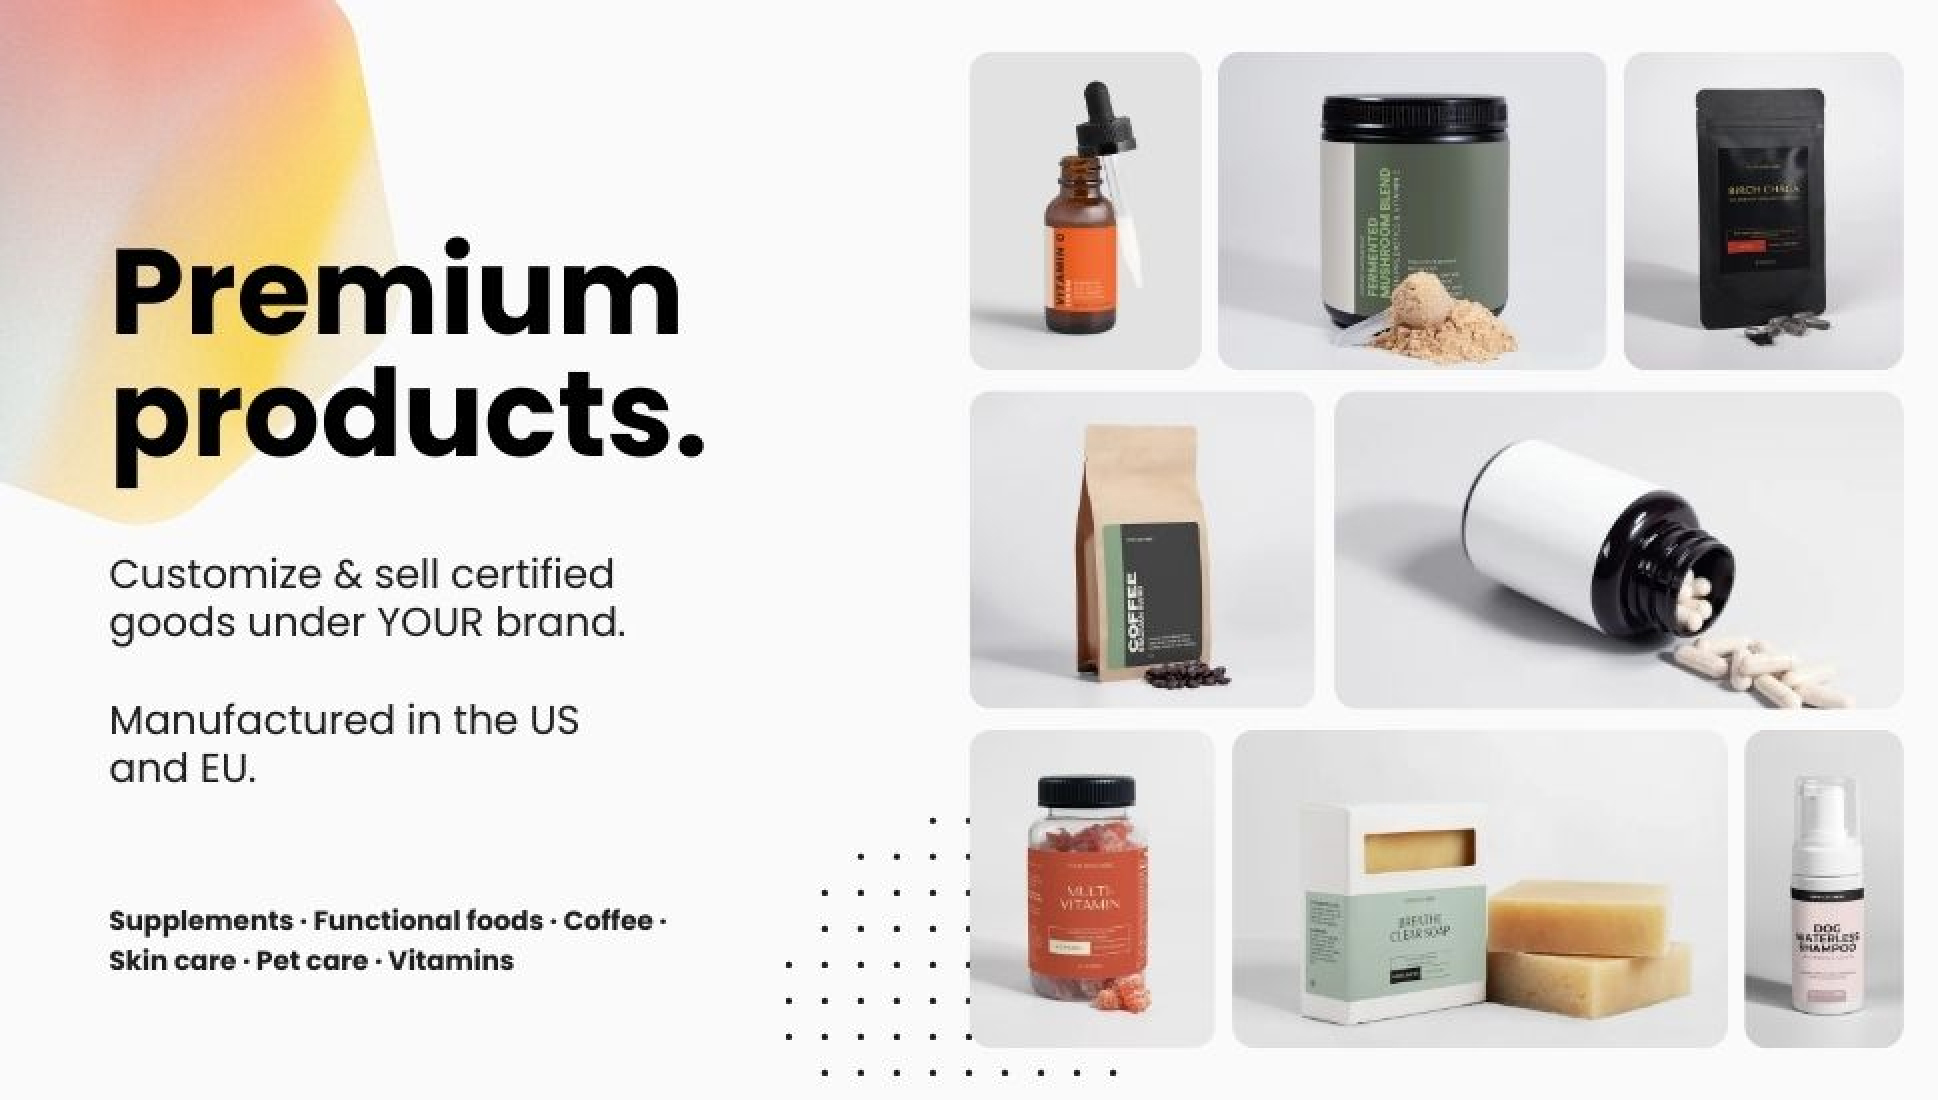 Premium
products.
Customize & sell certified
goods under YOUR brand.
Manufactured in the US
and EU.
Supplements · Functional foods · Coffee ·
Skin care · Pet care · Vitamins
VITAMIN C
SERUM
FERMENTED
MUSHROOM BLEND
BIRCH CHAGA
COFFEE
MULTI-
VITAMIN
BREATHE
CLEAR SOAP
DOG
WATERLESS
SHAMPOO